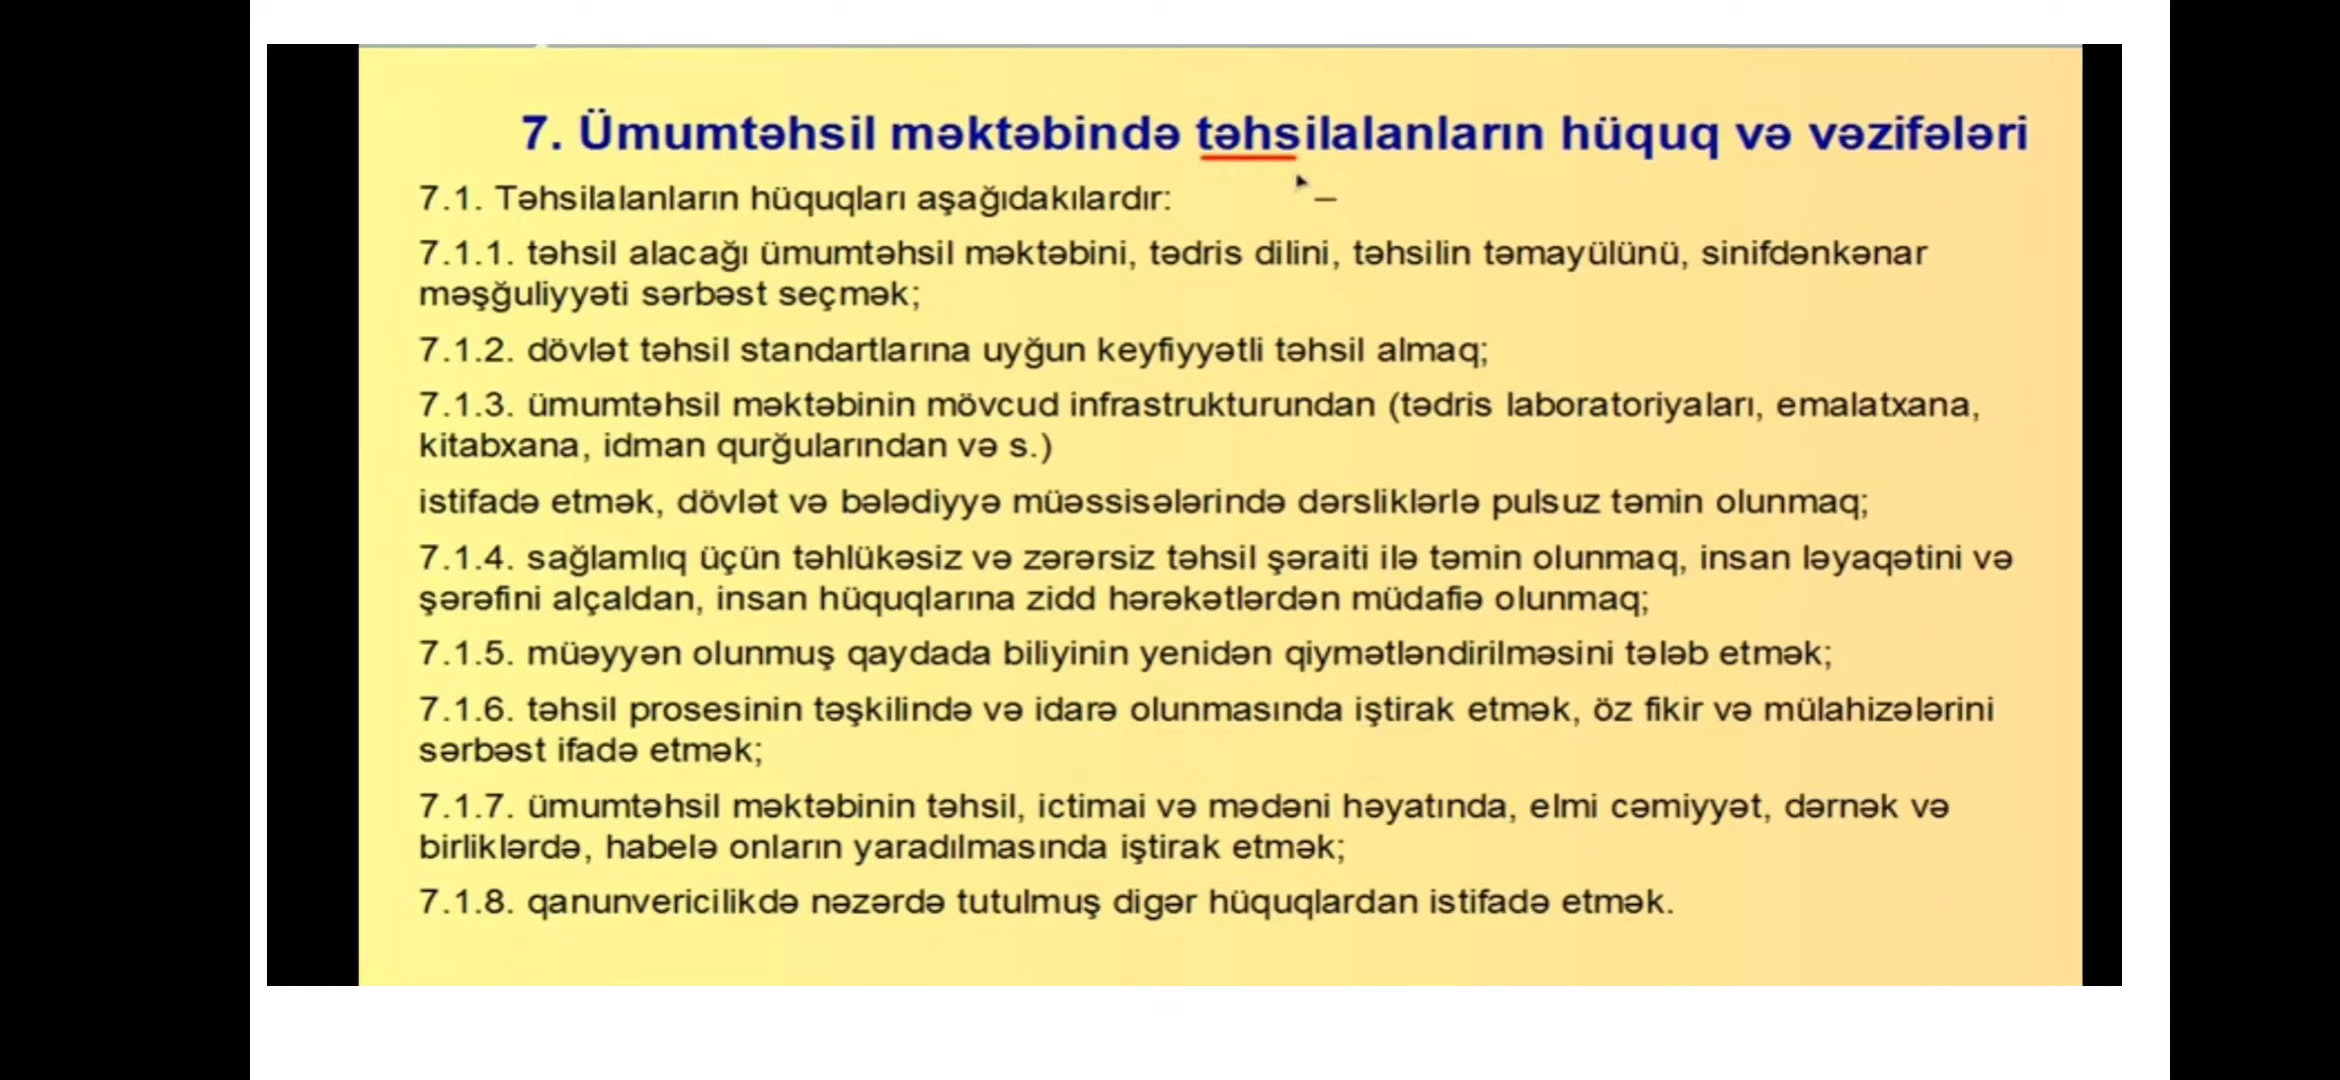 7. Ümumtəhsil məktəbində təhsilalanların hüquq və vəzifələri
7.1. Təhsilalanların hüquqları aşağıdakılardır:
–
7.1.1. təhsil alacağı ümumtəhsil məktəbini, tədris dilini, təhsilin təmayülünü, sinifdənkənar
məşğuliyyəti sərbəst seçmək;
7.1.2. dövlət təhsil standartlarına uyğun keyfiyyətli təhsil almaq;
7.1.3. ümumtəhsil məktəbinin mövcud infrastrukturundan (tədris laboratoriyaları, emalatxana,
kitabxana, idman qurğularından və s.)
istifadə etmək, dövlət və bələdiyyə müəssisələrində dərsliklərlə pulsuz təmin olunmaq;
7.1.4. sağlamlıq üçün təhlükəsiz və zərərsiz təhsil şəraiti ilə təmin olunmaq, insan ləyaqətini və
şərəfini alçaldan, insan hüquqlarına zidd hərəkətlərdən müdafiə olunmaq;
7.1.5. müəyyən olunmuş qaydada biliyinin yenidən qiymətləndirilməsini tələb etmək;
7.1.6. təhsil prosesinin təşkilində və idarə olunmasında iştirak etmək, öz fikir və mülahizələrini
sərbəst ifadə etmək;
7.1.7. ümumtəhsil məktəbinin təhsil, ictimai və mədəni həyatında, elmi cəmiyyət, dərnək və
birliklərdə, habelə onların yaradılmasında iştirak etmək;
7.1.8. qanunvericilikdə nəzərdə tutulmuş digər hüquqlardan istifadə etmək.